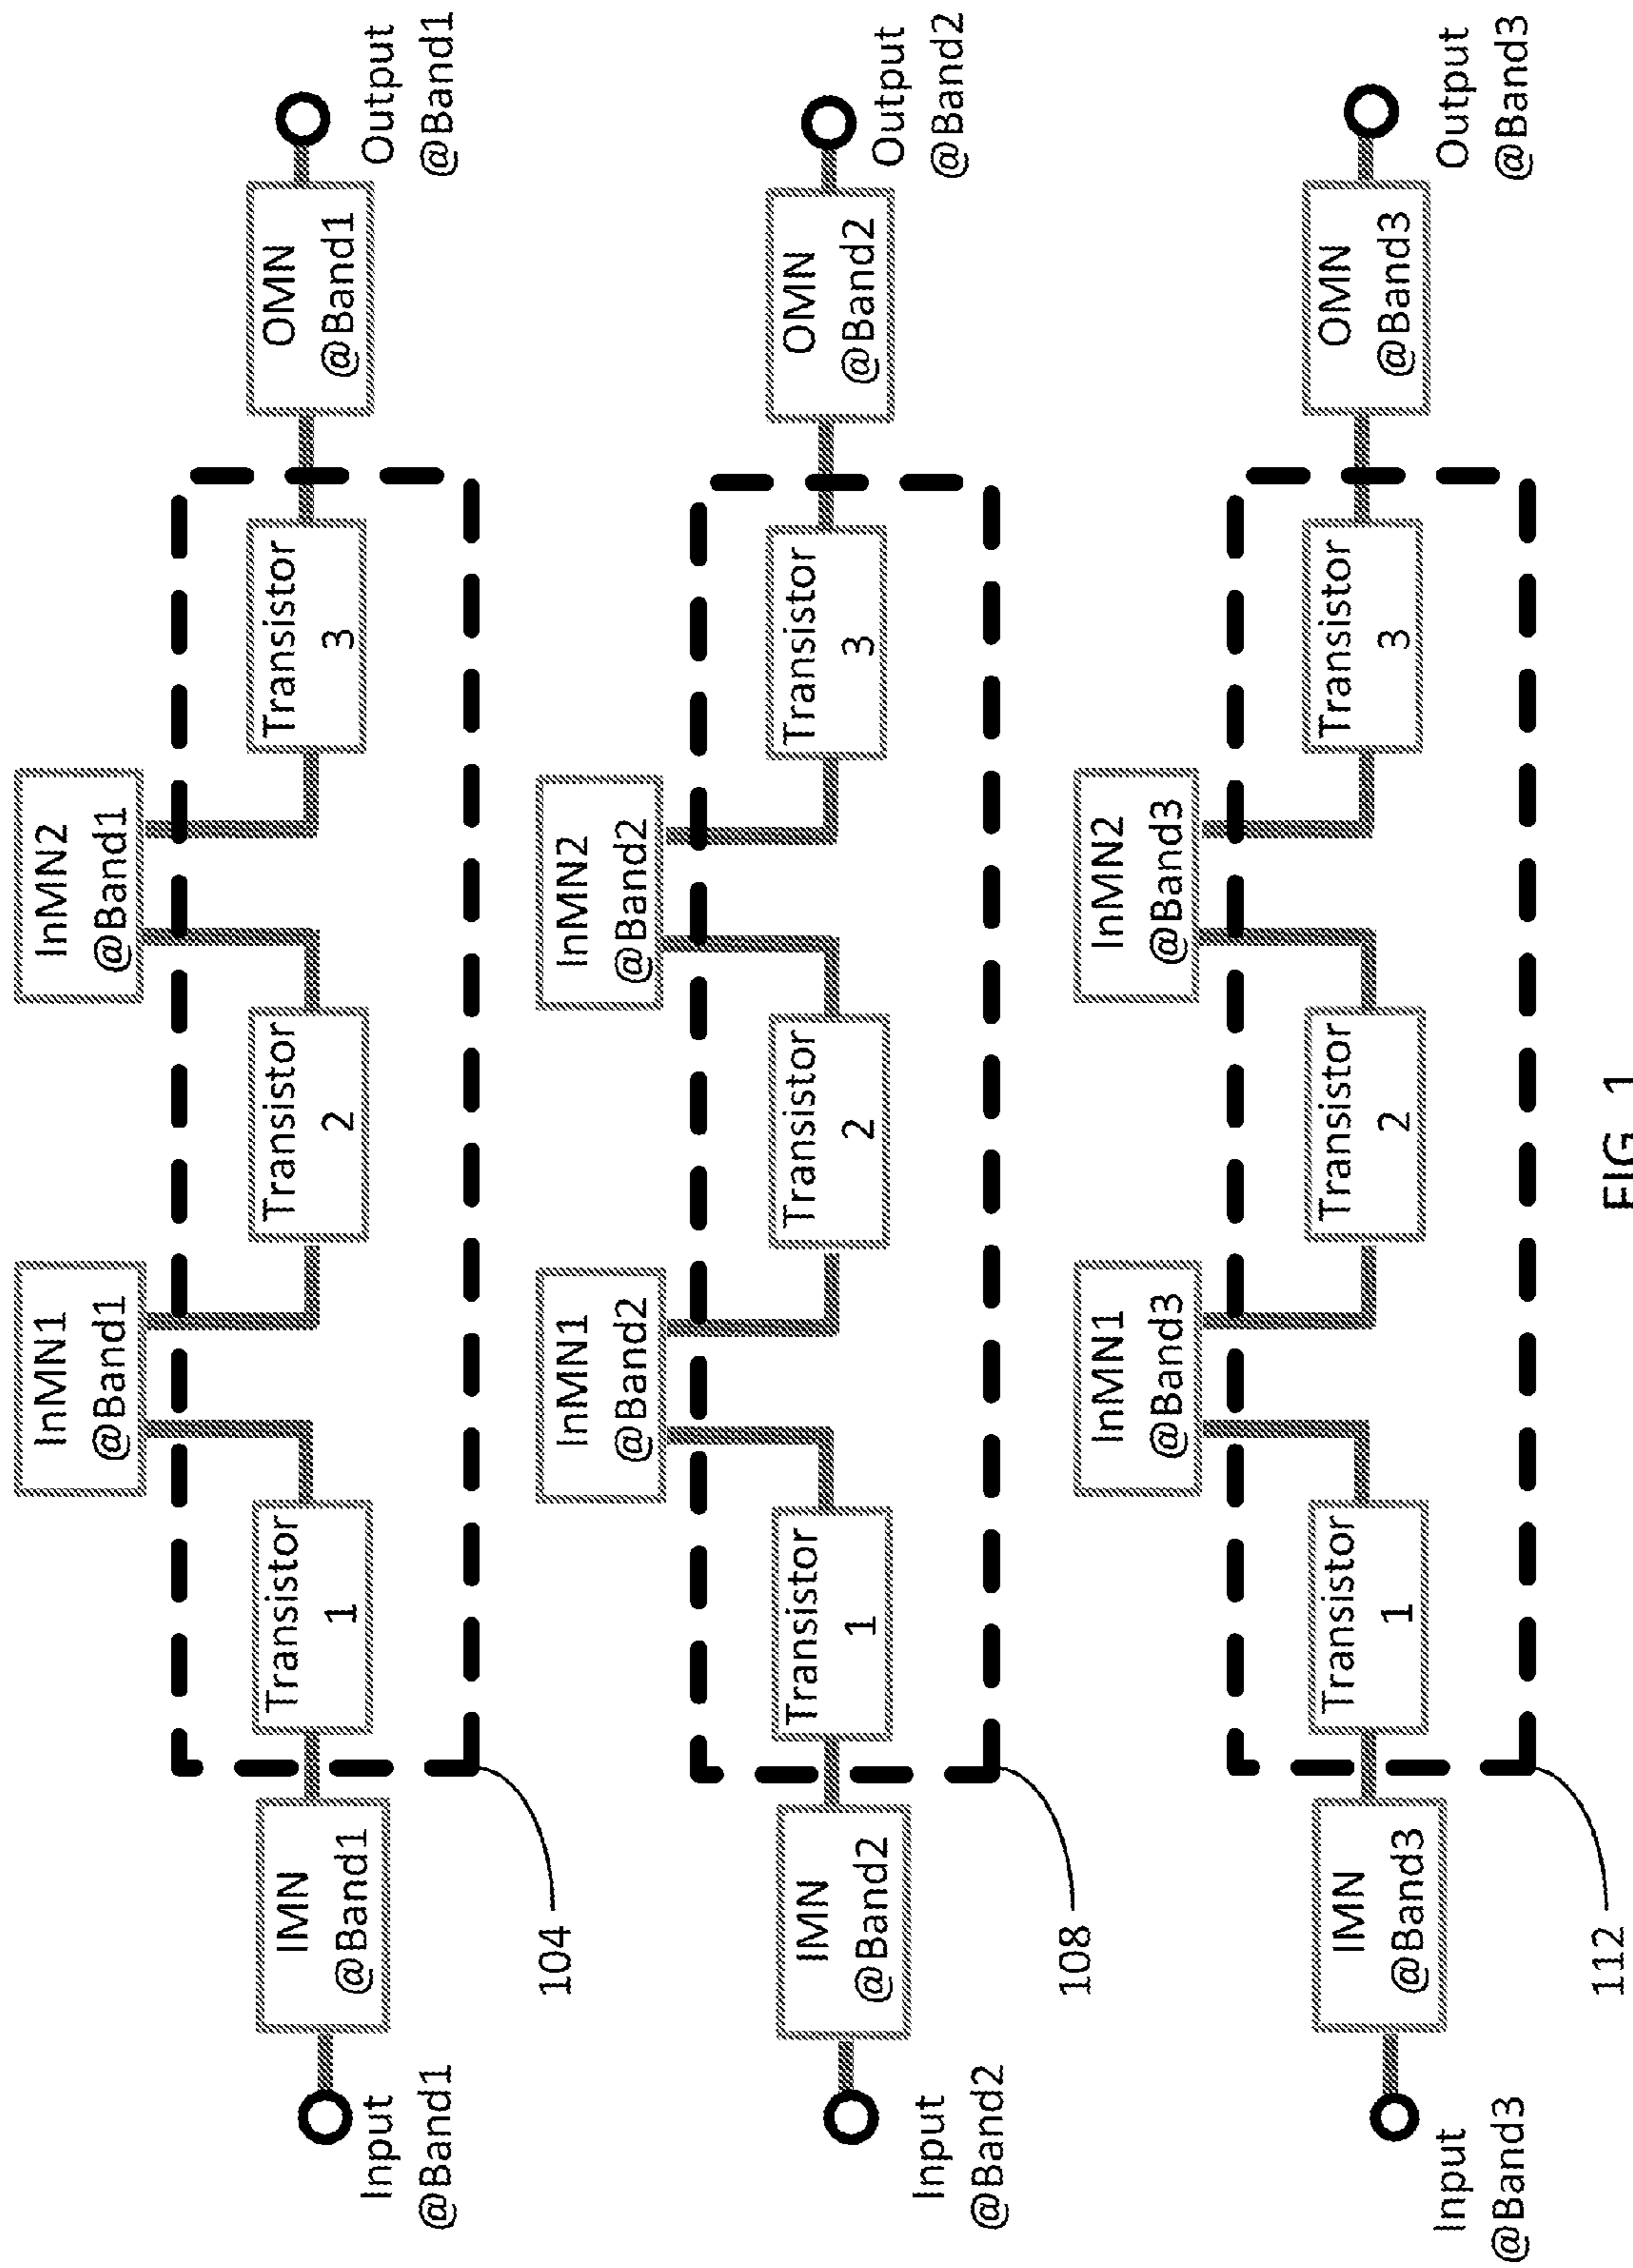 InMN1
@Band1
InMN2
@Band1
Input
@Band1
IMN
@Band1
Transistor
1
Transistor
2
Transistor
3
OMN
@Band1
Output
@Band1
104
InMN1
@Band2
InMN2
@Band2
Input
@Band2
IMN
@Band2
Transistor
1
Transistor
2
Transistor
3
OMN
@Band2
Output
@Band2
108
InMN1
@Band3
InMN2
@Band3
Input
@Band3
IMN
@Band3
Transistor
1
Transistor
2
Transistor
3
OMN
@Band3
Output
@Band3
112
FIG. 1